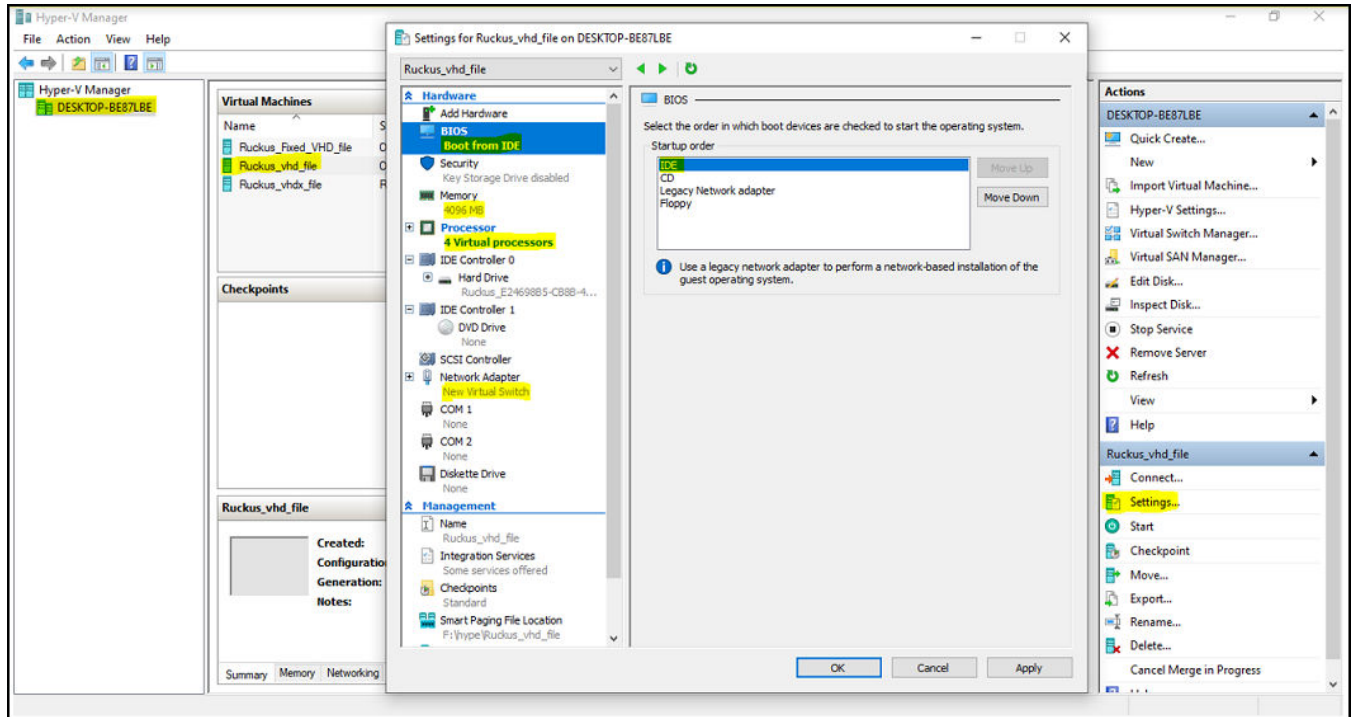 Hyper-V Manager
File Action View Help
Hyper-V Manager
DESKTOP-BE87LBE
Virtual Machines
Name S
Ruckus_Fixed_VHD_file O
Ruckus_vhd_file O
Ruckus_vhdx_file R
Checkpoints
Ruckus_vhd_file
Created:
Configuratio
Generation:
Notes:
Summary Memory Networking
Settings for Ruckus_vhd_file on DESKTOP-BE87LBE
Ruckus_vhd_file
Hardware
Add Hardware
BIOS
Boot from IDE
Security
Key Storage Drive disabled
Memory
4096 MB
Processor
4 Virtual processors
IDE Controller 0
Hard Drive
Ruckus_E24698B5-CB8B-4...
IDE Controller 1
DVD Drive
None
SCSI Controller
Network Adapter
New Virtual Switch
COM 1
None
COM 2
None
Diskette Drive
None
Management
Name
Ruckus_vhd_file
Integration Services
Some services offered
Checkpoints
Standard
Smart Paging File Location
F:\hype\Ruckus_vhd_file
BIOS
Select the order in which boot devices are checked to start the operating system.
Startup order
IDE
CD
Legacy Network adapter
Floppy
Move Up
Move Down
Use a legacy network adapter to perform a network-based installation of the
guest operating system.
OK Cancel Apply
Actions
DESKTOP-BE87LBE
Quick Create...
New
Import Virtual Machine...
Hyper-V Settings...
Virtual Switch Manager...
Virtual SAN Manager...
Edit Disk...
Inspect Disk...
Stop Service
Remove Server
Refresh
View
Help
Ruckus_vhd_file
Connect...
Settings...
Start
Checkpoint
Move...
Export...
Rename...
Delete...
Cancel Merge in Progress